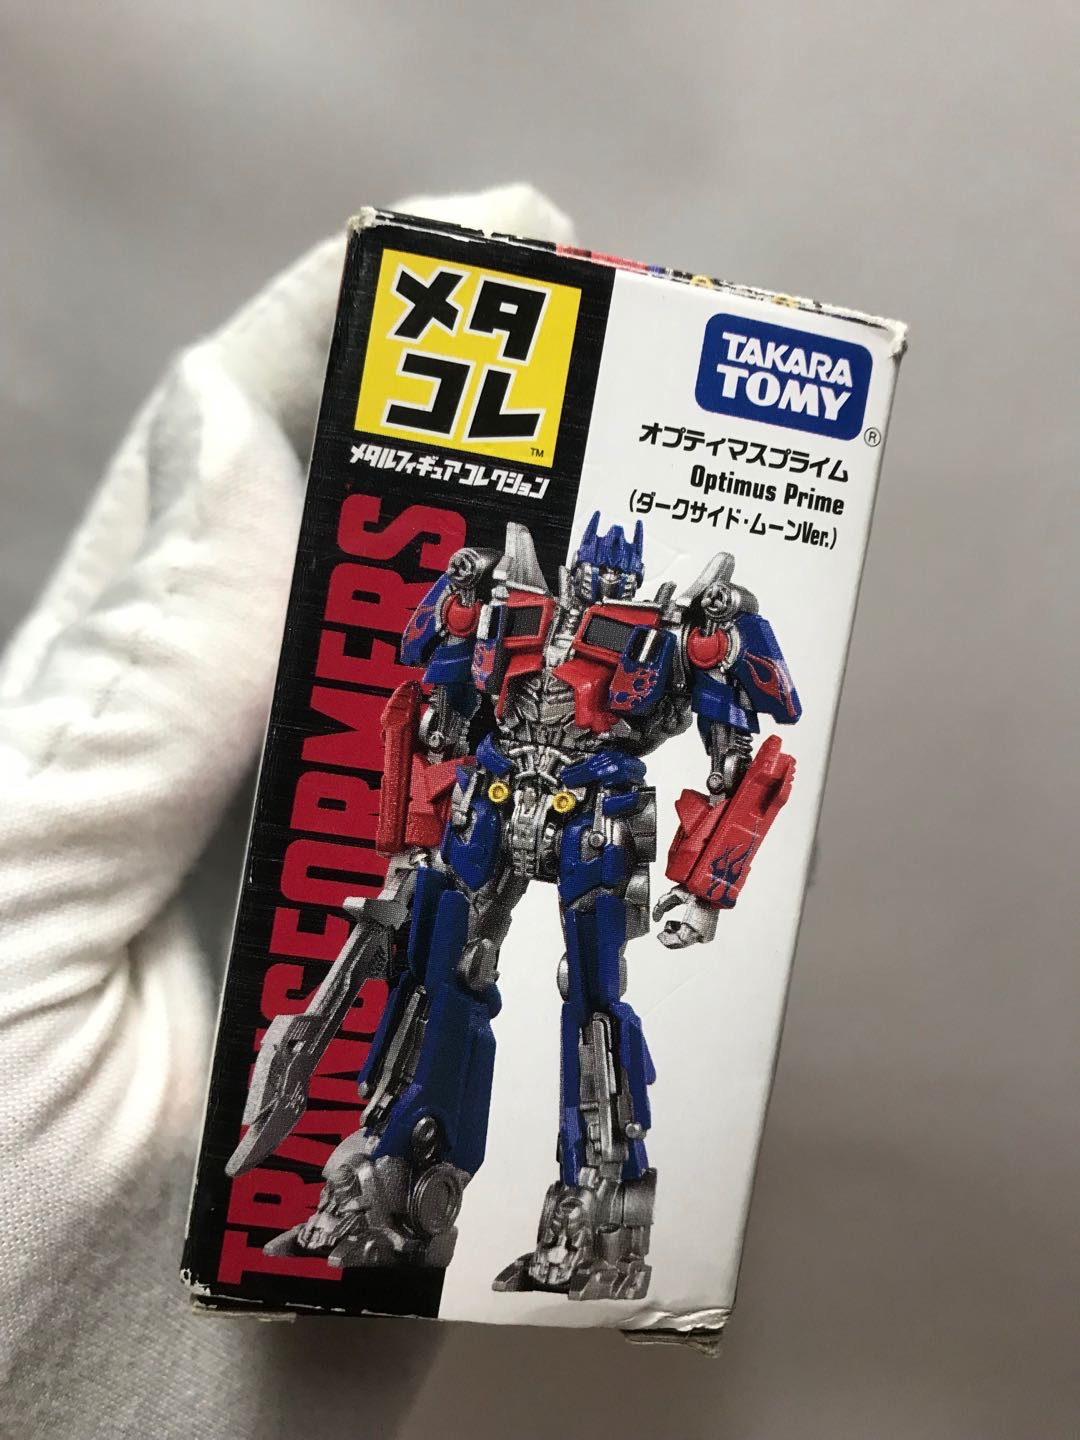 メタ
コレ
TM
メタルフィギュアコレクション
TRANSFORMERS
TAKARA
TOMY
®
オプティマスプライム
Optimus Prime
(ダークサイド・ムーンVer.)